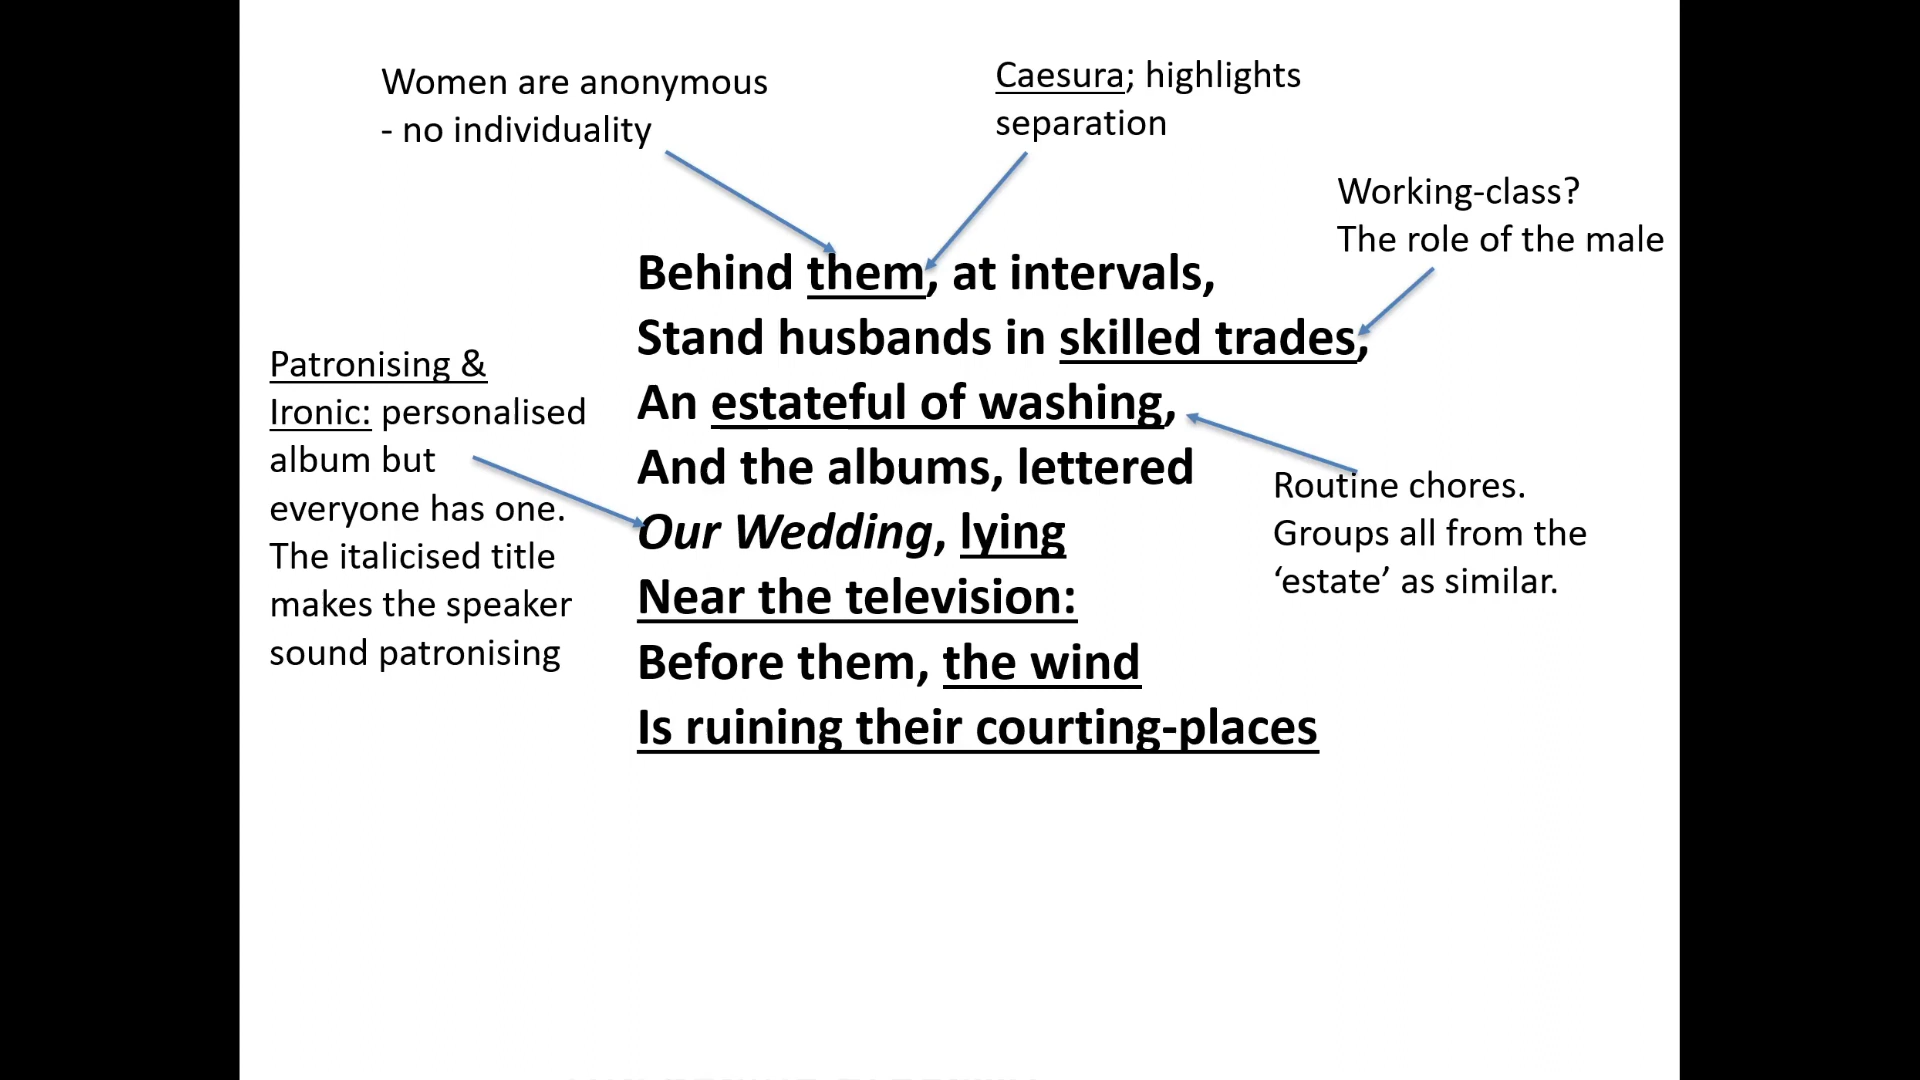 Women are anonymous
- no individuality
Caesura; highlights
separation
Working-class?
The role of the male
Behind them, at intervals,
Stand husbands in skilled trades,
An estateful of washing,
And the albums, lettered
Our Wedding, lying
Near the television:
Before them, the wind
Is ruining their courting-places
Patronising &
Ironic: personalised
album but
everyone has one.
The italicised title
makes the speaker
sound patronising
Routine chores.
Groups all from the
‘estate’ as similar.